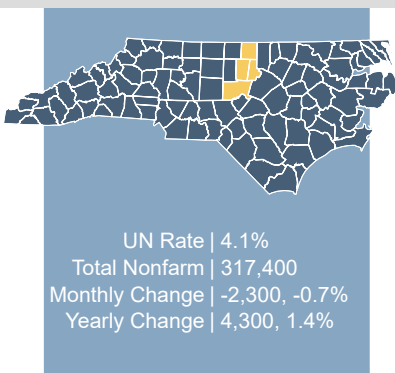 UN Rate | 4.1%
Total Nonfarm | 317,400
Monthly Change | -2,300, -0.7%
Yearly Change | 4,300, 1.4%